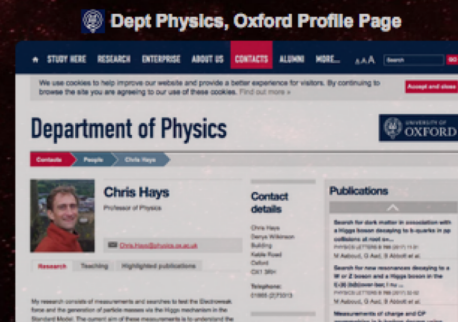 Dept Physics, Oxford Profile Page
STUDY HERE RESEARCH ENTERPRISE ABOUT US CONTACTS ALUMNI MORE... AAA Search GO
We use cookies to help improve our website and provide a better experience for visitors. By continuing to
browse the site you are agreeing to our use of these cookies. Find out more »
Accept and close
Department of Physics
UNIVERSITY OF
OXFORD
Contacts People Chris Hays
Chris Hays
Professor of Physics
Chris.Hays@physics.ox.ac.uk
Research Teaching Highlighted publications
My research consists of measurements and searches to test the Electroweak
force and the generation of particle masses via the Higgs mechanism in the
Standard Model. The current aim of these measurements is to understand the
Contact
details
Chris Hays
Denys Wilkinson
Building
Keble Road
Oxford
OX1 3RH
Telephone:
Publications
Search for dark matter in association with
a Higgs boson decaying to b-quarks in pp
collisions at
M Aaboud, G Aad, B Abbott et al.
Search for new resonances decaying to a
W or Z boson and a Higgs boson in the
M Aaboud, G Aad, B Abbott et al.
Measurements of charge and CP